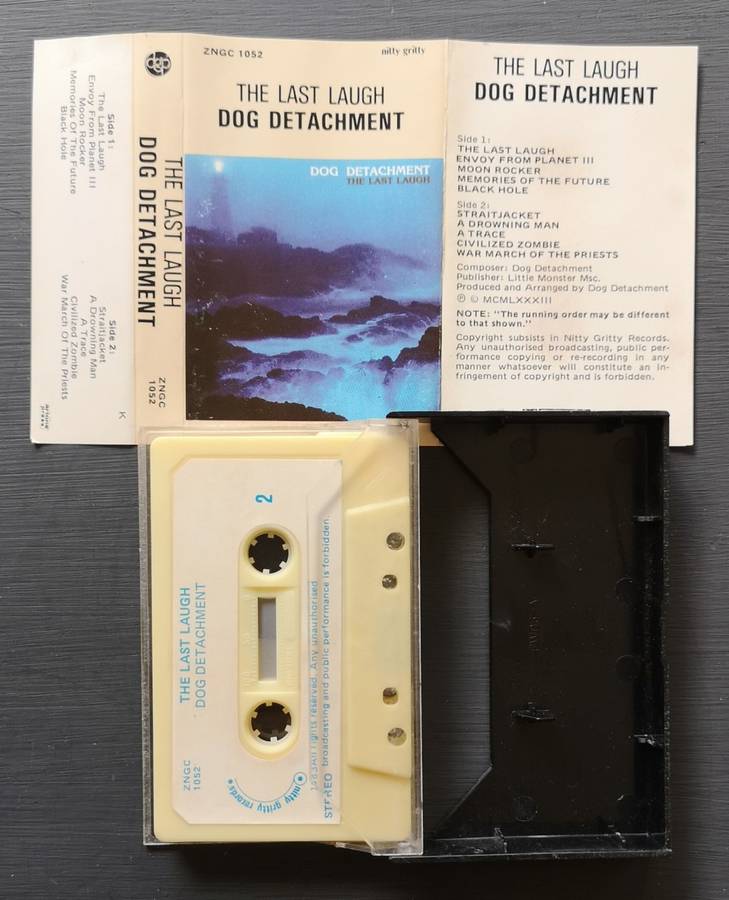 Side 1:
The Last Laugh
Envoy From Planet III
Moon Rocker
Memories Of The Future
Black Hole
Side 2:
Straitjacket
A Drowning Man
A Trace
Civilized Zombie
War March Of The Priests
K
d&p
THE LAST LAUGH
DOG DETACHMENT
ZNGC
1052
ZNGC 1052
nitty gritty
THE LAST LAUGH
DOG DETACHMENT
DOG DETACHMENT
THE LAST LAUGH
THE LAST LAUGH
DOG DETACHMENT
Side 1:
THE LAST LAUGH
ENVOY FROM PLANET III
MOON ROCKER
MEMORIES OF THE FUTURE
BLACK HOLE
Side 2:
STRAITJACKET
A DROWNING MAN
A TRACE
CIVILIZED ZOMBIE
WAR MARCH OF THE PRIESTS
Composer: Dog Detachment
Publisher: Little Monster Msc.
Produced and Arranged by Dog Detachment
℗ © MCMLXXXIII
NOTE: "The running order may be different
to that shown."
Copyright subsists in Nitty Gritty Records.
Any unauthorised broadcasting, public per-
formance copying or re-recording in any
manner whatsoever will constitute an in-
fringement of copyright and is forbidden.
2
THE LAST LAUGH
DOG DETACHMENT
ZNGC
1052
nitty gritty records
1983 All rights reserved. Any unauthorised
STEREO broadcasting and public performance is forbidden.